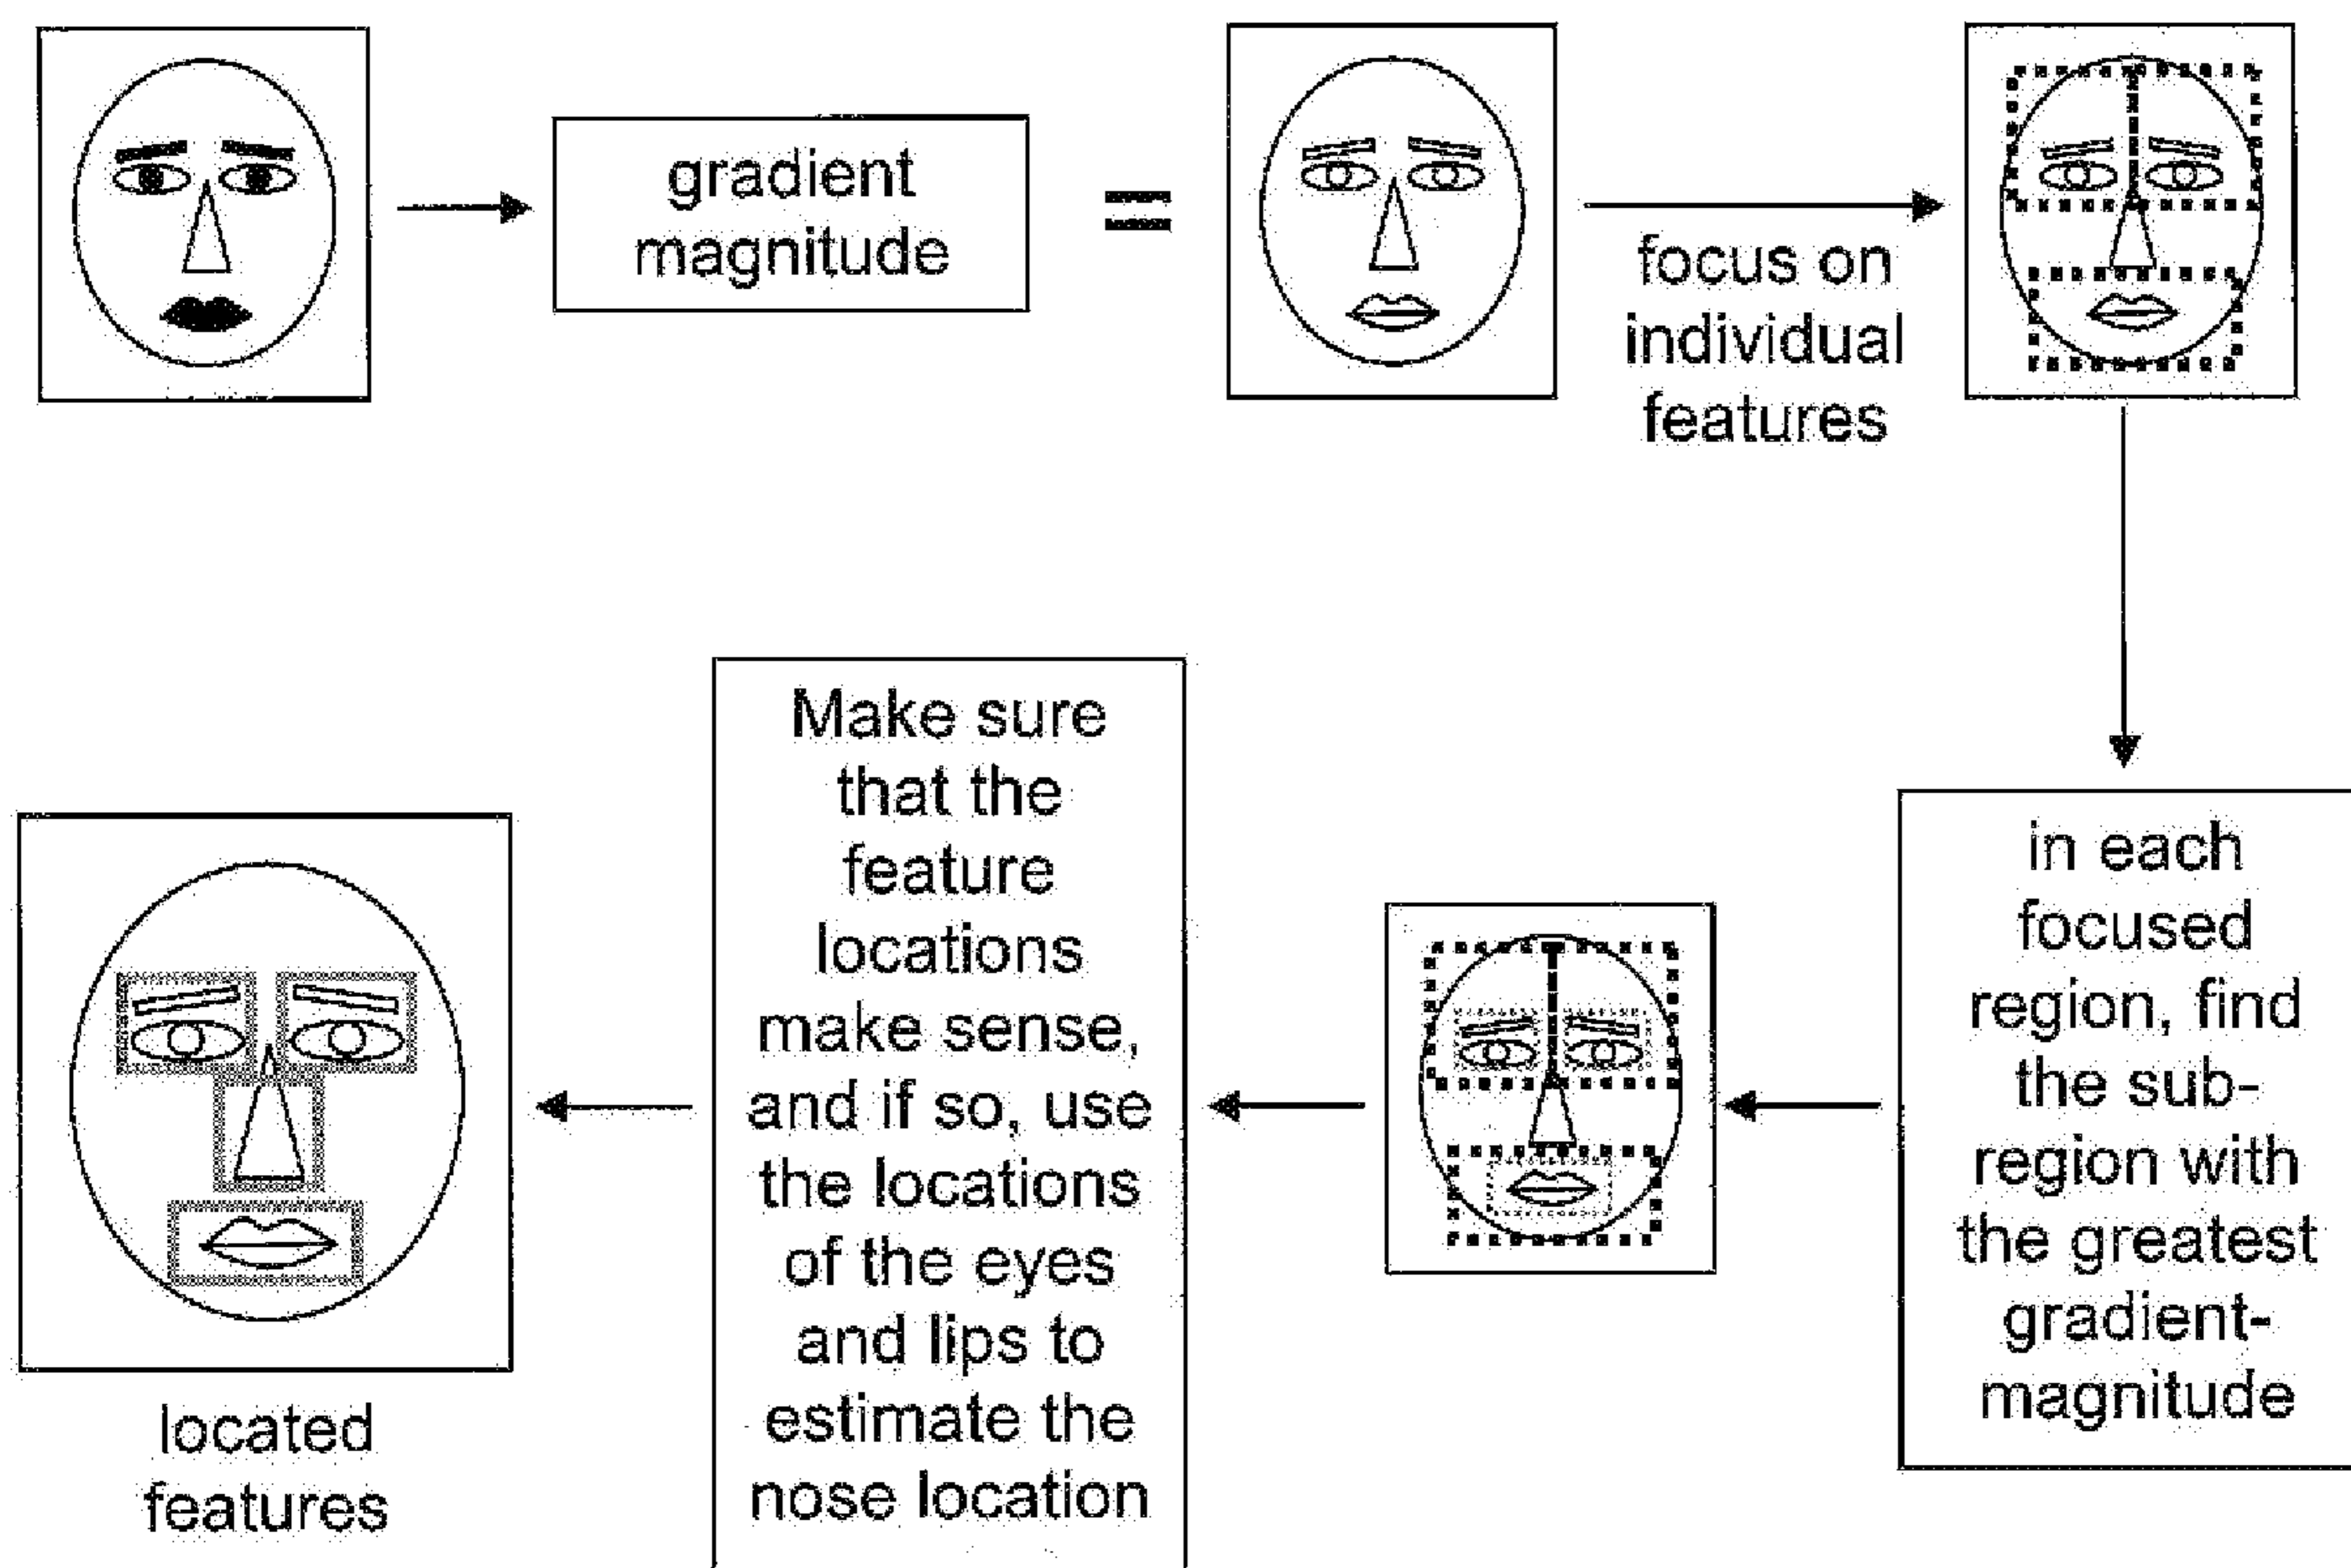 gradient
magnitude
=
focus on
individual
features
in each
focused
region, find
the sub-
region with
the greatest
gradient-
magnitude
Make sure
that the
feature
locations
make sense,
and if so, use
the locations
of the eyes
and lips to
estimate the
nose location
located
features